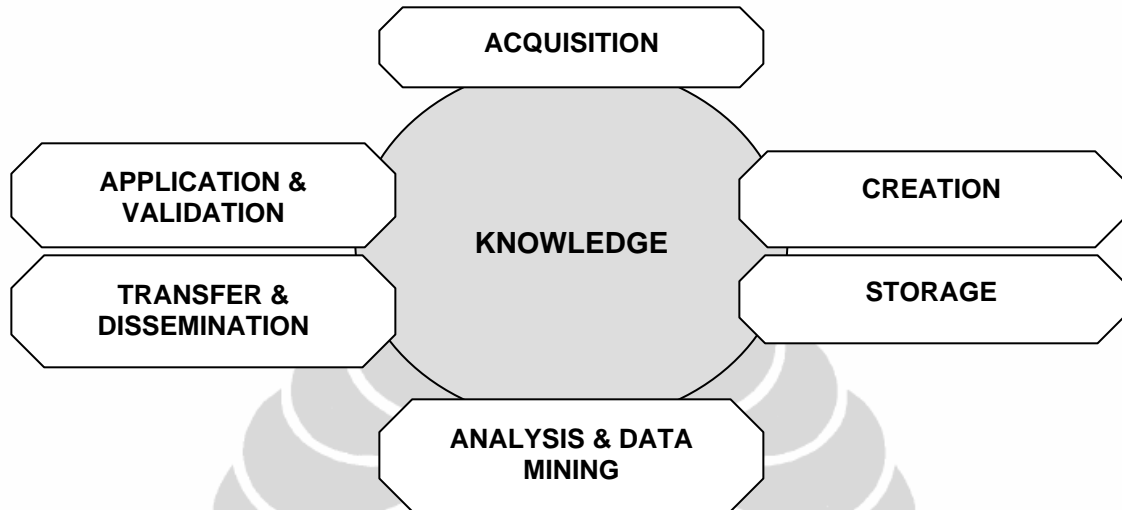 ACQUISITION
APPLICATION &
VALIDATION
CREATION
KNOWLEDGE
TRANSFER &
DISSEMINATION
STORAGE
ANALYSIS & DATA
MINING